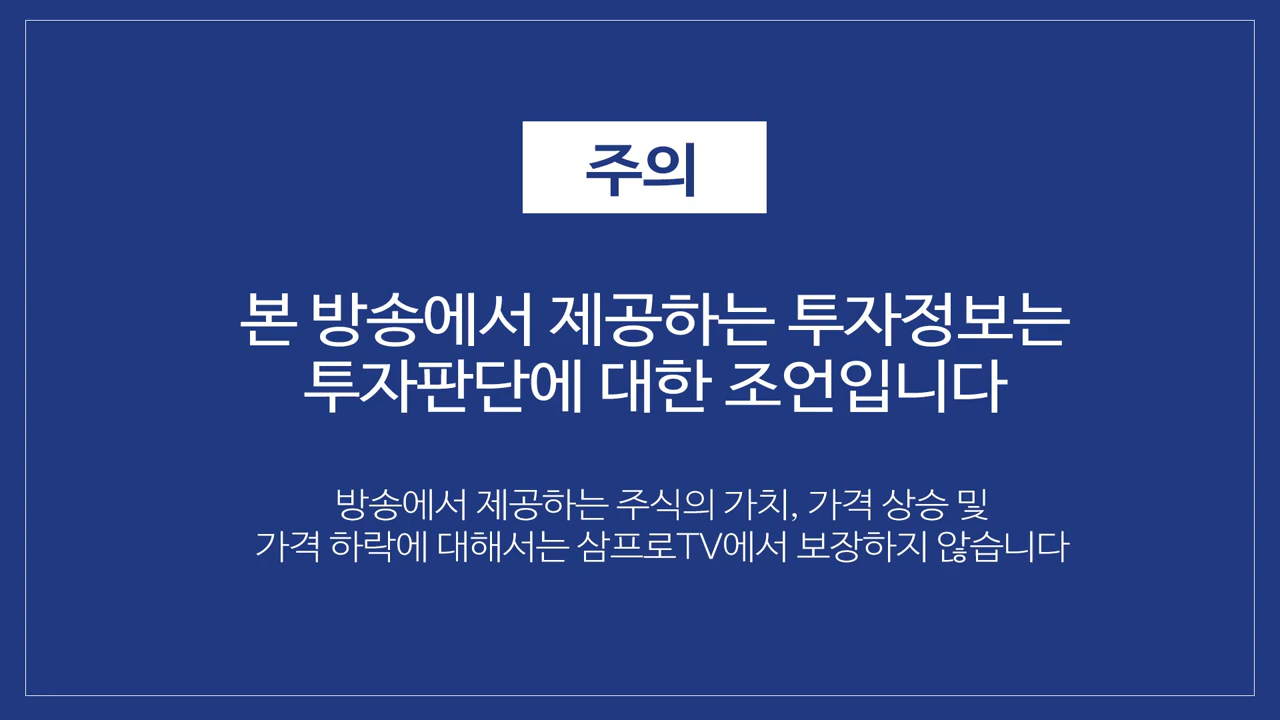 주의
본 방송에서 제공하는 투자정보는
투자판단에 대한 조언입니다
방송에서 제공하는 주식의 가치, 가격 상승 및
가격 하락에 대해서는 삼프로TV에서 보장하지 않습니다